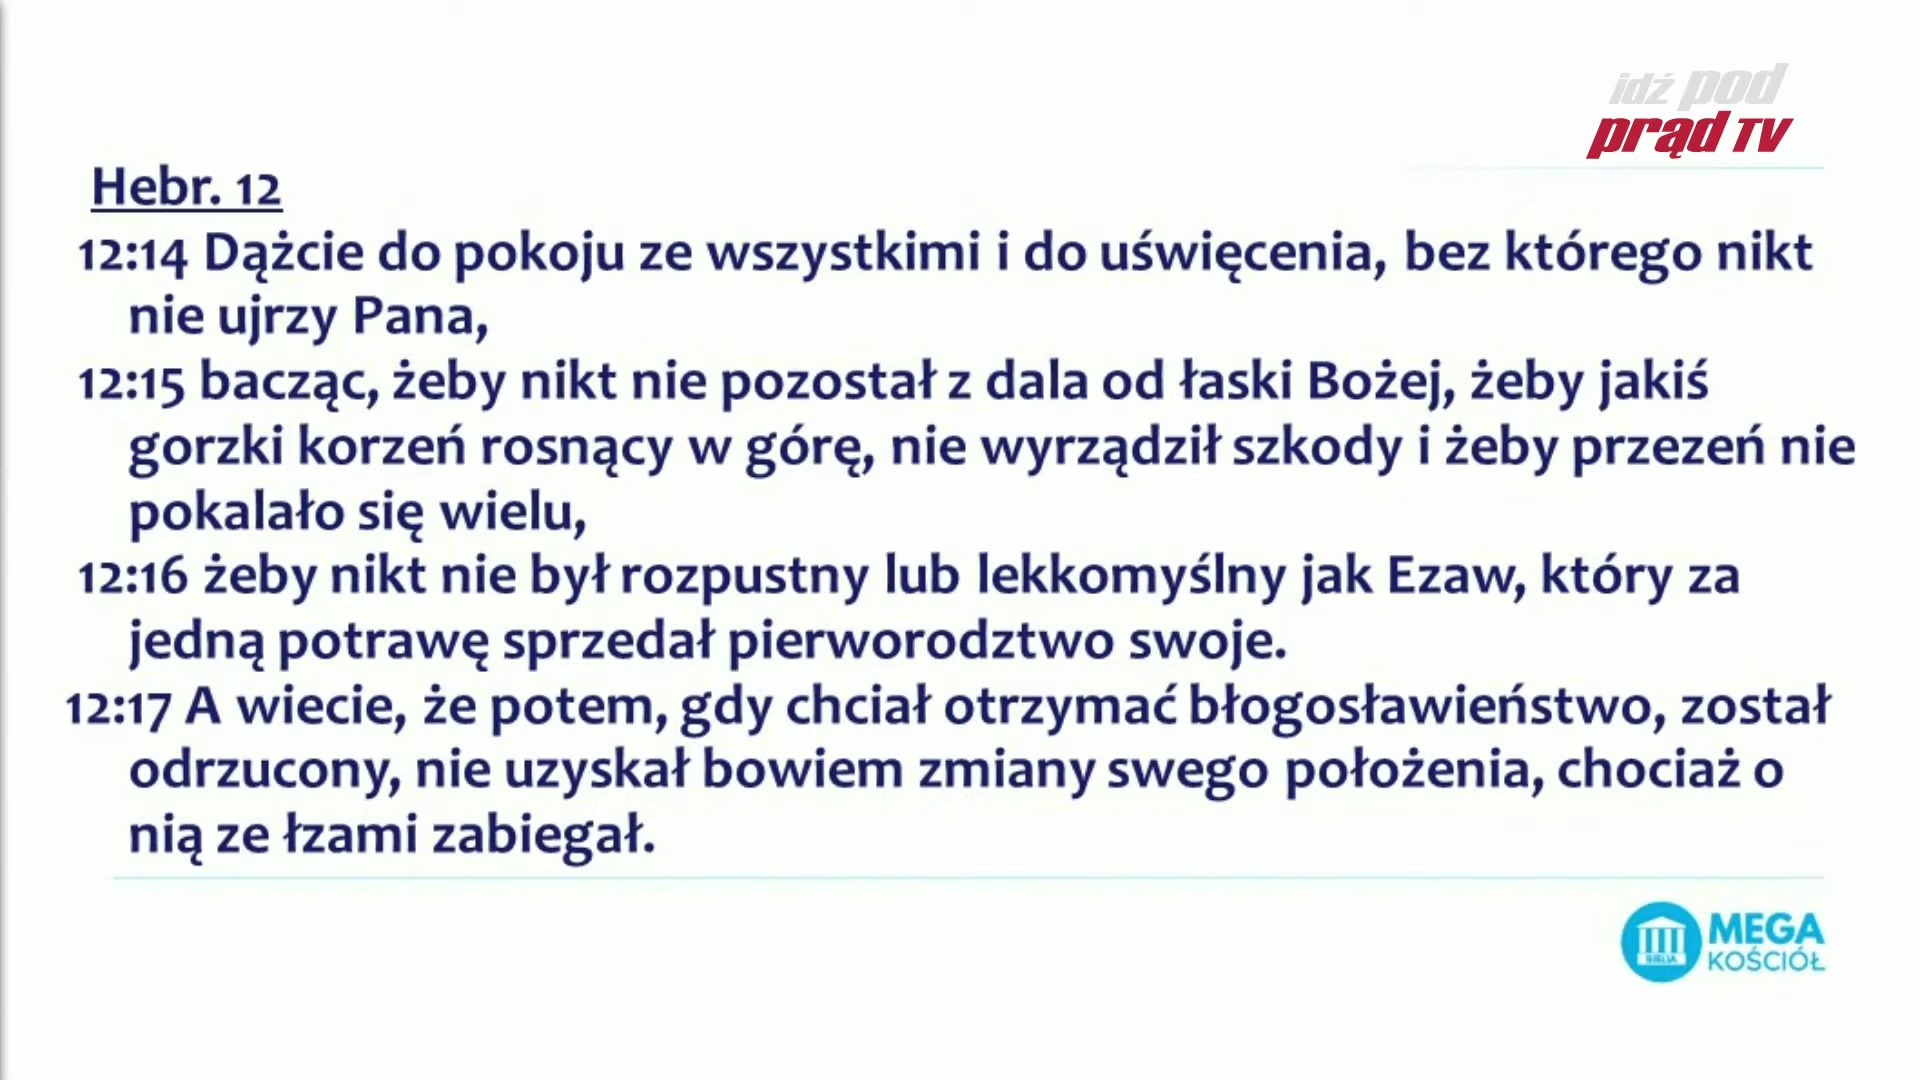 idź pod
prąd TV
Hebr. 12
12:14 Dążcie do pokoju ze wszystkimi i do uświęcenia, bez którego nikt
nie ujrzy Pana,
12:15 bacząc, żeby nikt nie pozostał z dala od łaski Bożej, żeby jakiś
gorzki korzeń rosnący w górę, nie wyrządził szkody i żeby przezeń nie
pokalało się wielu,
12:16 żeby nikt nie był rozpustny lub lekkomyślny jak Ezaw, który za
jedną potrawę sprzedał pierworodztwo swoje.
12:17 A wiecie, że potem, gdy chciał otrzymać błogosławieństwo, został
odrzucony, nie uzyskał bowiem zmiany swego położenia, chociaż o
nią ze łzami zabiegał.
BIBLIA
MEGA
KOŚCIÓŁ